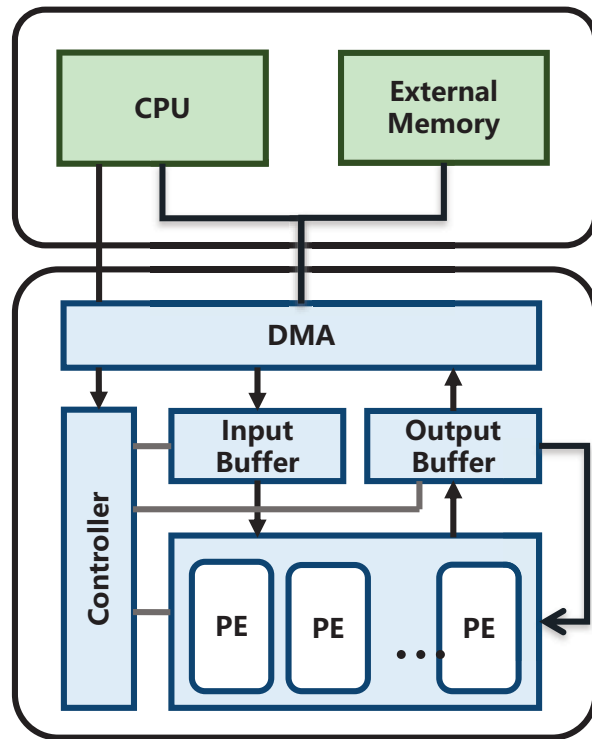 CPU
External
Memory
DMA
Input
Buffer
Output
Buffer
Controller
PE
PE
...
PE